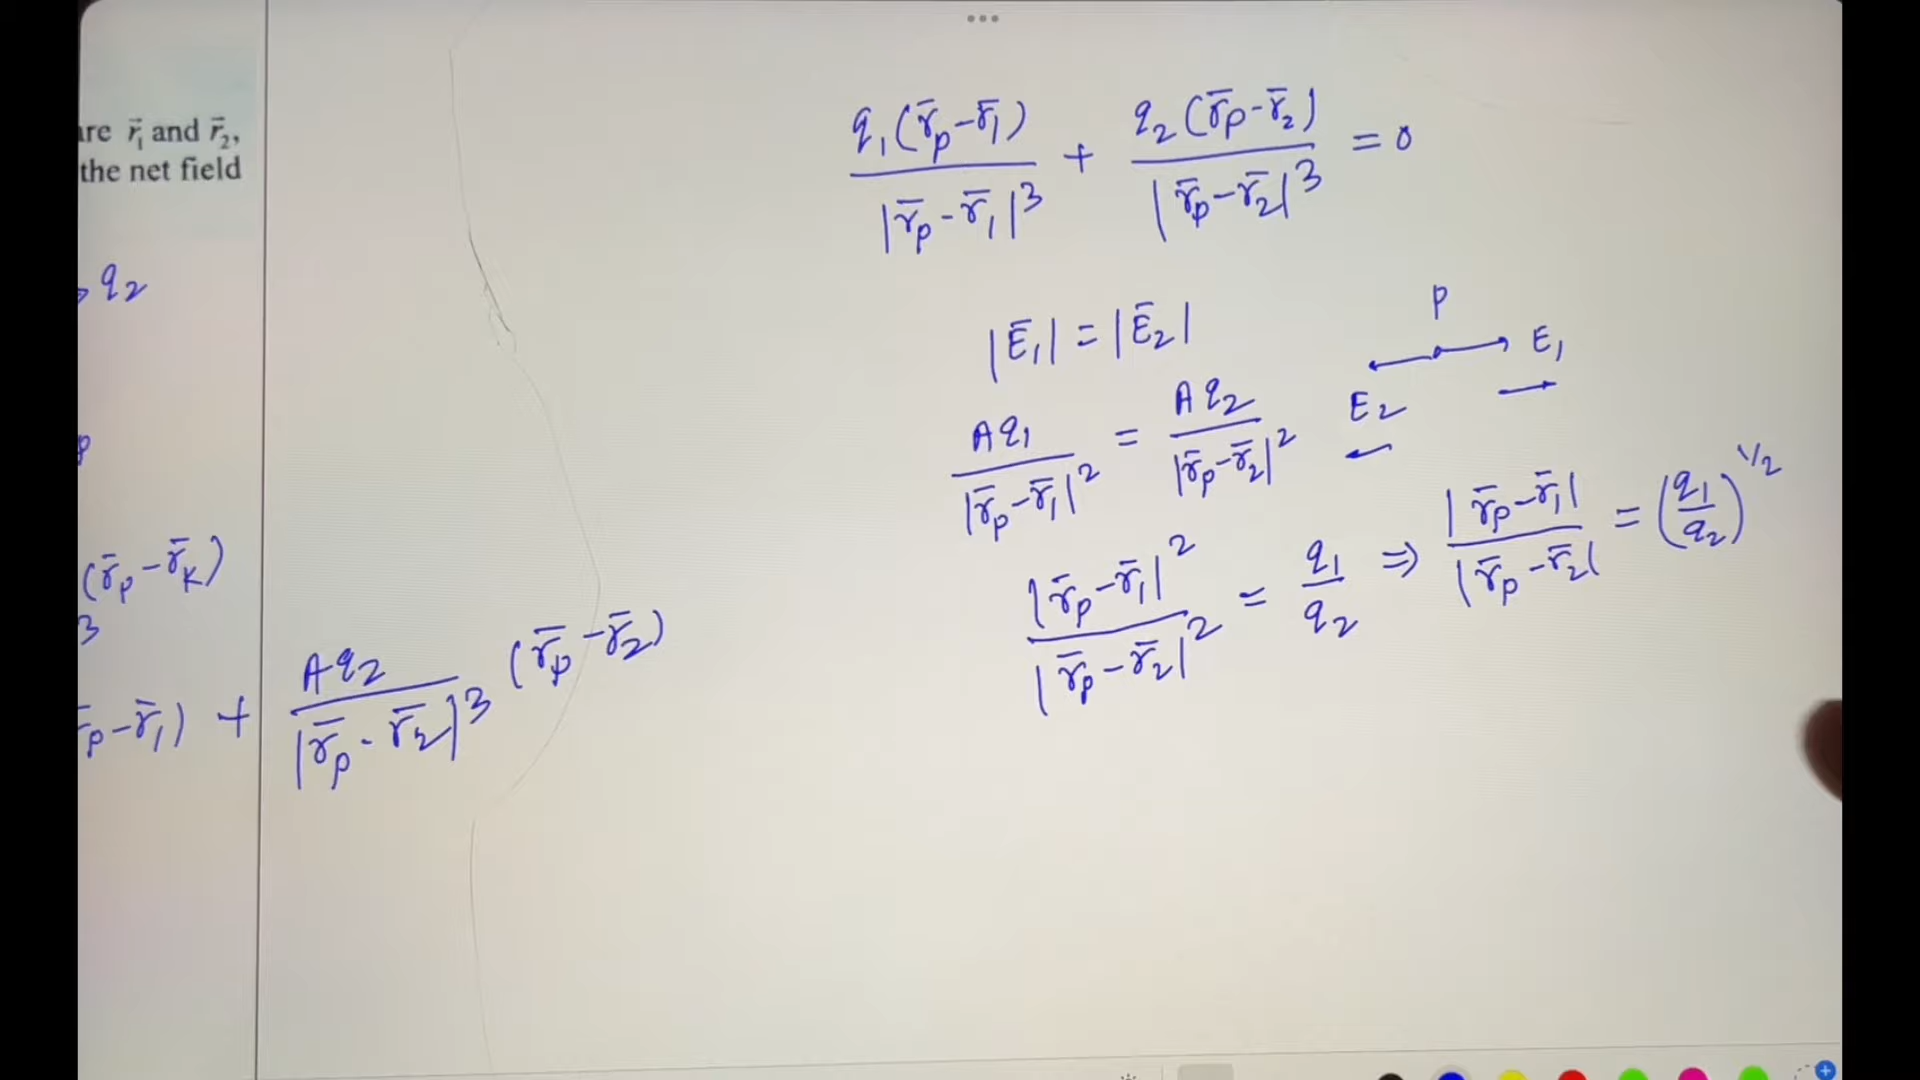 are r⃗₁ and r⃗₂,
the net field
q₂
p
(r̄p - r̄k)
3
r̄p - r̄₁) + Aq₂/|r̄p - r̄₂|³ (r̄p - r̄₂)
q₁(r̄p - r̄₁)/|r̄p - r̄₁|³ + q₂(r̄p - r̄₂)/|r̄p - r̄₂|³ = 0
|Ē₁| = |Ē₂|
P
E₁
E₂
Aq₁/|r̄p - r̄₁|² = Aq₂/|r̄p - r̄₂|²
|r̄p - r̄₁|²/|r̄p - r̄₂|² = q₁/q₂ ⇒ |r̄p - r̄₁|/|r̄p - r̄₂| = (q₁/q₂)^1/2